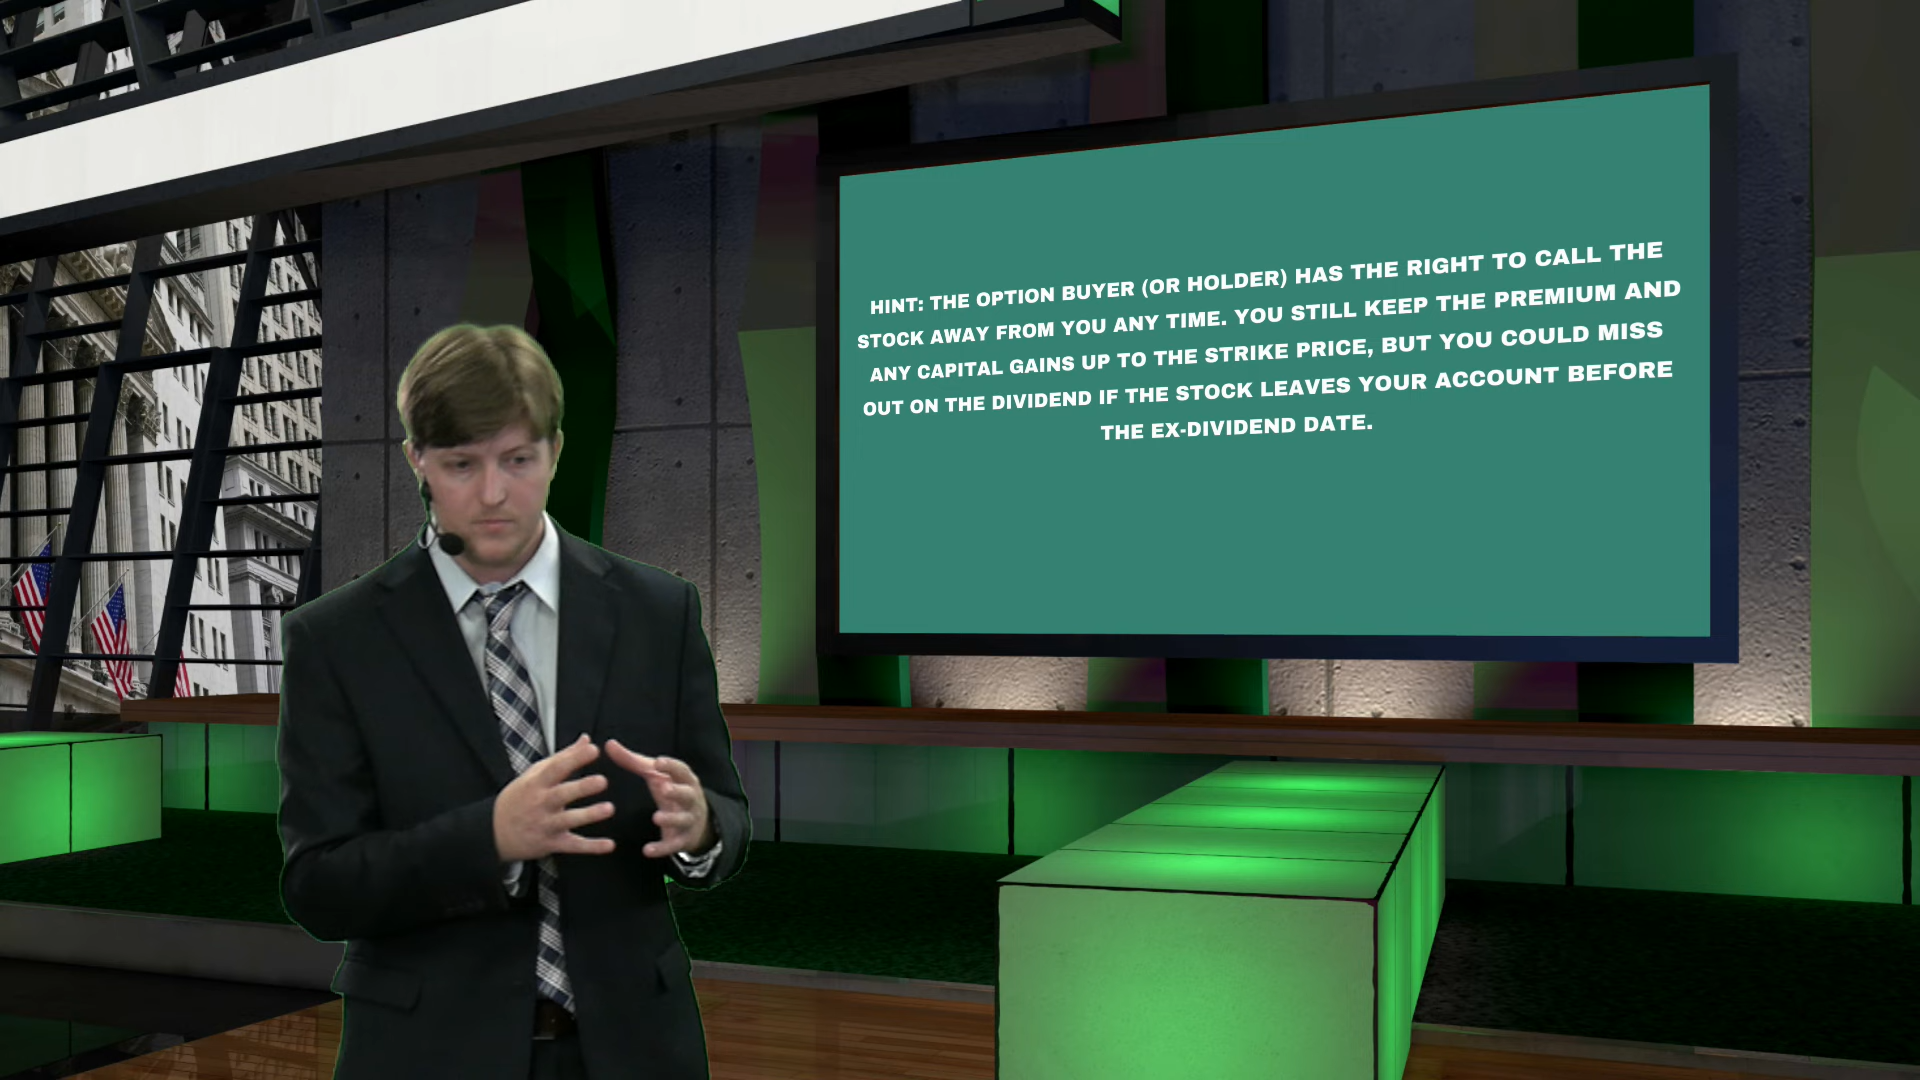 HINT: THE OPTION BUYER (OR HOLDER) HAS THE RIGHT TO CALL THE
STOCK AWAY FROM YOU ANY TIME. YOU STILL KEEP THE PREMIUM AND
ANY CAPITAL GAINS UP TO THE STRIKE PRICE, BUT YOU COULD MISS
OUT ON THE DIVIDEND IF THE STOCK LEAVES YOUR ACCOUNT BEFORE
THE EX-DIVIDEND DATE.